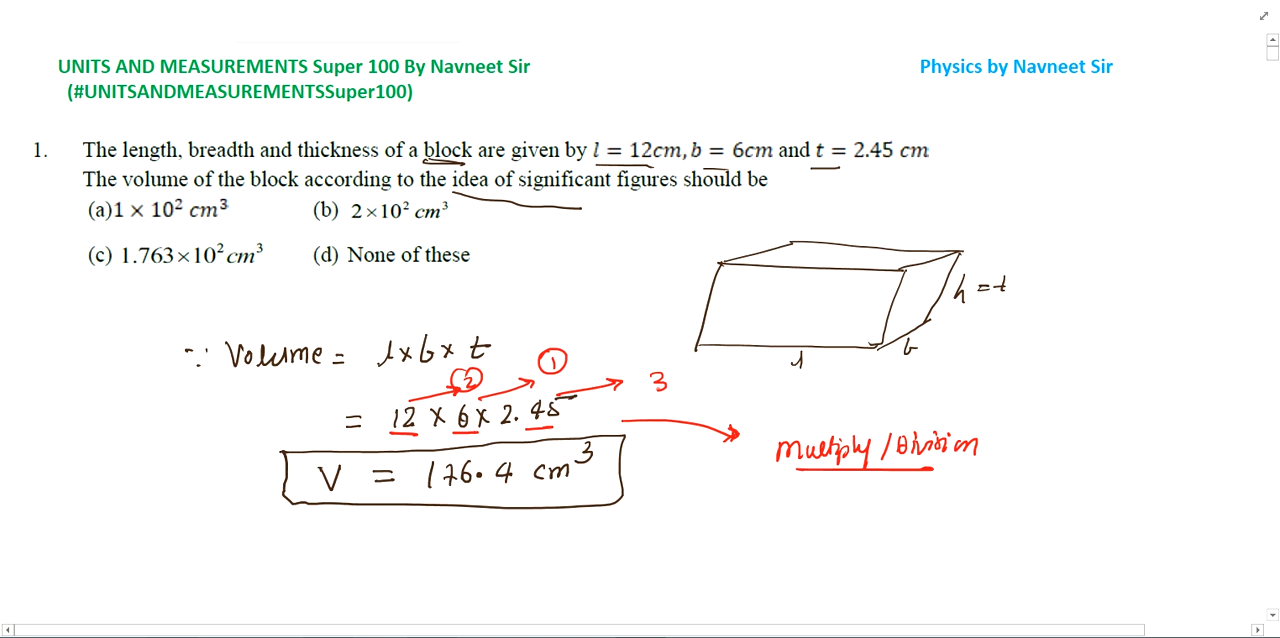 UNITS AND MEASUREMENTS Super 100 By Navneet Sir
Physics by Navneet Sir
(#UNITSANDMEASUREMENTSSuper100)
1. The length, breadth and thickness of a block are given by l = 12cm, b = 6cm and t = 2.45 cm
The volume of the block according to the idea of significant figures should be
(a)1 × 10² cm³ (b) 2×10² cm³
(c) 1.763×10² cm³ (d) None of these
h = t
b
l
∵ Volume = l × b × t
② ① 3
= 12 × 6 × 2.45
Multiply / Division
V = 176.4 cm³